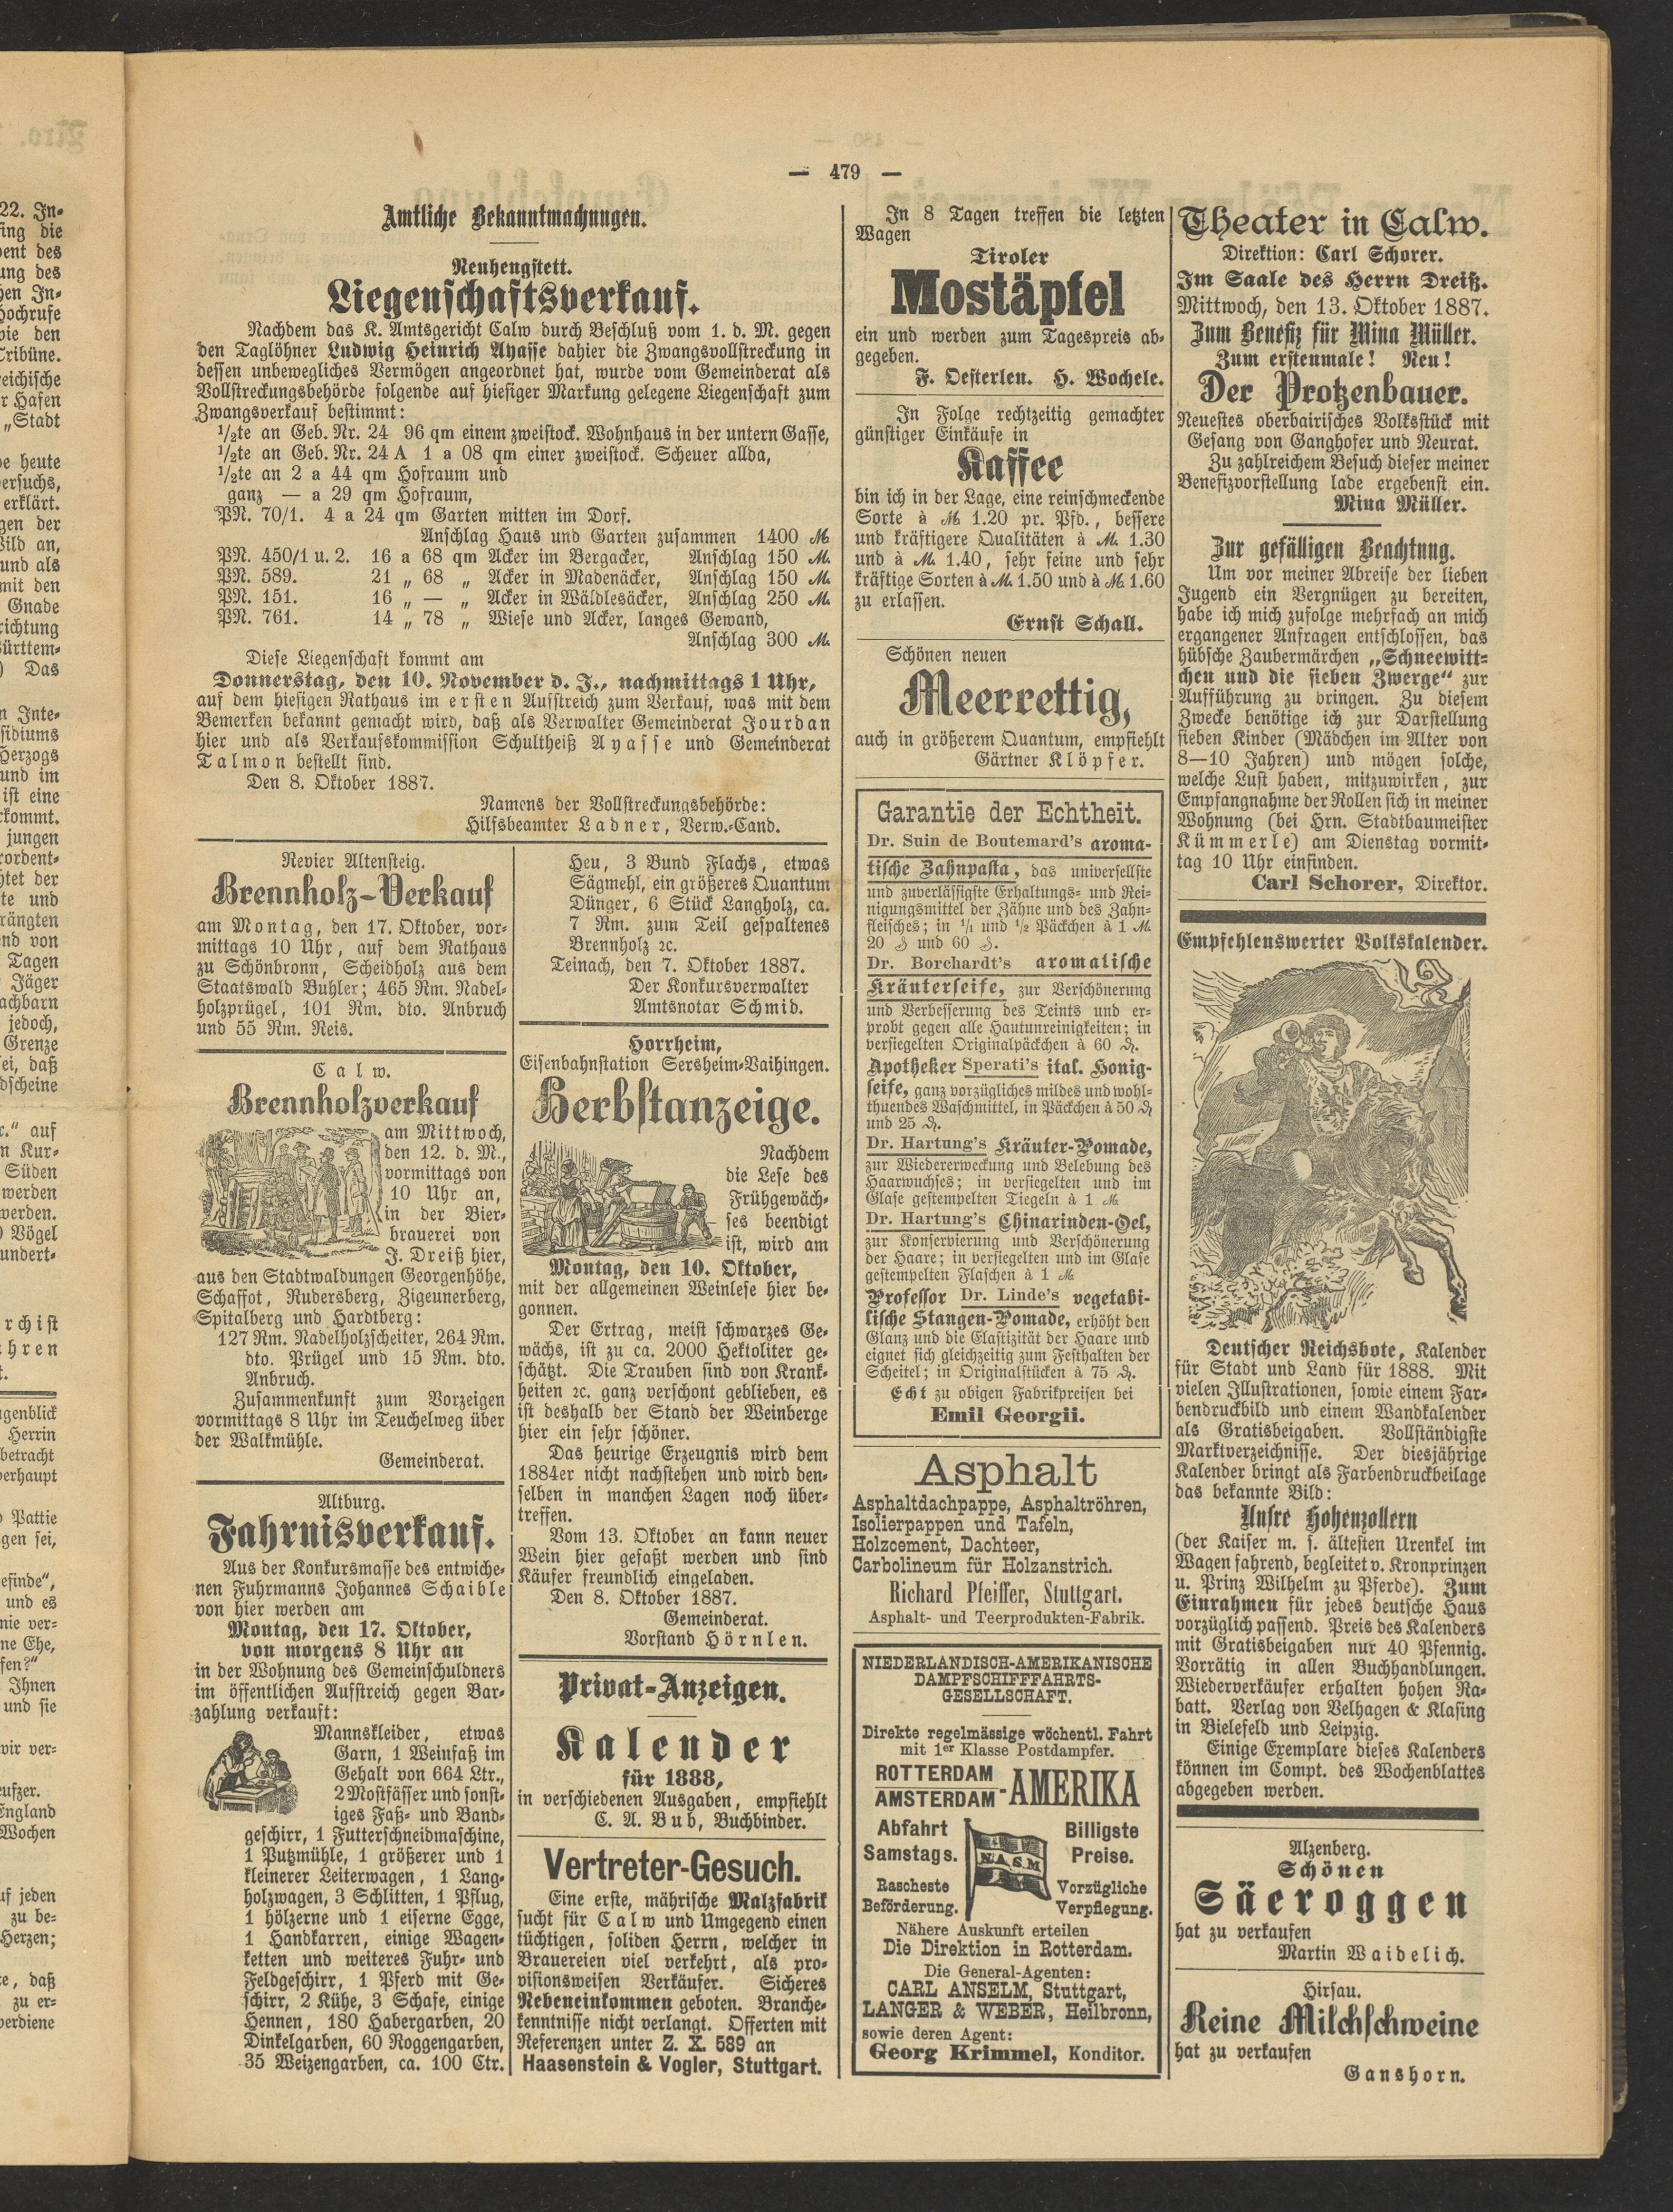 — 479 —
Amtliche Bekanntmachungen.
Neuhengstett.
Liegenschaftsverkauf.
Nachdem das K. Amtsgericht Calw durch Beschluß vom 1. d. M. gegen
den Taglöhner Ludwig Heinrich Ayasse dahier die Zwangsvollstreckung in
dessen unbewegliches Vermögen angeordnet hat, wurde vom Gemeinderat als
Vollstreckungsbehörde folgende auf hiesiger Markung gelegene Liegenschaft zum
Zwangsverkauf bestimmt:
1/2te an Geb. Nr. 24 96 qm einem zweistock. Wohnhaus in der untern Gasse,
1/2te an Geb. Nr. 24 A 1 a 08 qm einer zweistock. Scheuer allda,
1/2te an 2 a 44 qm Hofraum und
ganz — a 29 qm Hofraum,
PN. 70/1. 4 a 24 qm Garten mitten im Dorf.
Anschlag Haus und Garten zusammen 1400 M
PN. 450/1 u. 2. 16 a 68 qm Acker im Bergacker, Anschlag 150 M.
PN. 589. 21 „ 68 „ Acker in Madenäcker, Anschlag 150 M.
PN. 151. 16 „ — „ Acker in Wäldlesäcker, Anschlag 250 M.
PN. 761. 14 „ 78 „ Wiese und Acker, langes Gewand,
Anschlag 300 M.
Diese Liegenschaft kommt am
Donnerstag, den 10. November d. J., nachmittags 1 Uhr,
auf dem hiesigen Rathaus im ersten Aufstreich zum Verkauf, was mit dem
Bemerken bekannt gemacht wird, daß als Verwalter Gemeinderat Jourdan
hier und als Verkaufskommission Schultheiß Ayasse und Gemeinderat
Talmon bestellt sind.
Den 8. Oktober 1887.
Namens der Vollstreckungsbehörde:
Hilfsbeamter Ladner, Verw.-Cand.
Revier Altensteig.
Brennholz-Verkauf
am Montag, den 17. Oktober, vor-
mittags 10 Uhr, auf dem Rathaus
zu Schönbronn, Scheidholz aus dem
Staatswald Buhler; 465 Rm. Nadel-
holzprügel, 101 Rm. dto. Anbruch
und 55 Rm. Reis.
Calw.
Brennholzverkauf
am Mittwoch,
den 12. d. M.,
vormittags von
10 Uhr an,
in der Bier-
brauerei von
J. Dreiß hier,
aus den Stadtwaldungen Georgenhöhe,
Schaffot, Rudersberg, Zigeunerberg,
Spitalberg und Hardtberg:
127 Rm. Nadelholzscheiter, 264 Rm.
dto. Prügel und 15 Rm. dto.
Anbruch.
Zusammenkunft zum Vorzeigen
vormittags 8 Uhr im Teuchelweg über
der Walkmühle.
Gemeinderat.
Altburg.
Fahrnisverkauf.
Aus der Konkursmasse des entwiche-
nen Fuhrmanns Johannes Schaible
von hier werden am
Montag, den 17. Oktober,
von morgens 8 Uhr an
in der Wohnung des Gemeinschuldners
im öffentlichen Aufstreich gegen Bar-
zahlung verkauft:
Mannskleider, etwas
Garn, 1 Weinfaß im
Gehalt von 664 Ltr.,
2 Mostfässer und sonst-
iges Faß- und Band-
geschirr, 1 Futterschneidmaschine,
1 Putzmühle, 1 größerer und 1
kleinerer Leiterwagen, 1 Lang-
holzwagen, 3 Schlitten, 1 Pflug,
1 hölzerne und 1 eiserne Egge,
1 Handkarren, einige Wagen-
ketten und weiteres Fuhr- und
Feldgeschirr, 1 Pferd mit Ge-
schirr, 2 Kühe, 3 Schafe, einige
Hennen, 180 Habergarben, 20
Dinkelgarben, 60 Roggengarben,
35 Weizengarben, ca. 100 Ctr.
Heu, 3 Bund Flachs, etwas
Sägmehl, ein größeres Quantum
Dünger, 6 Stück Langholz, ca.
7 Rm. zum Teil gespaltenes
Brennholz ꝛc.
Teinach, den 7. Oktober 1887.
Der Konkursverwalter
Amtsnotar Schmid.
Horrheim,
Eisenbahnstation Sersheim-Vaihingen.
Herbstanzeige.
Nachdem
die Lese des
Frühgewäch-
ses beendigt
ist, wird am
Montag, den 10. Oktober,
mit der allgemeinen Weinlese hier be-
gonnen.
Der Ertrag, meist schwarzes Ge-
wächs, ist zu ca. 2000 Hektoliter ge-
schätzt. Die Trauben sind von Krank-
heiten ꝛc. ganz verschont geblieben, es
ist deshalb der Stand der Weinberge
hier ein sehr schöner.
Das heurige Erzeugnis wird dem
1884er nicht nachstehen und wird den-
selben in manchen Lagen noch über-
treffen.
Vom 13. Oktober an kann neuer
Wein hier gefaßt werden und sind
Käufer freundlich eingeladen.
Den 8. Oktober 1887.
Gemeinderat.
Vorstand Hörnlen.
Privat-Anzeigen.
Kalender
für 1888,
in verschiedenen Ausgaben, empfiehlt
C. A. Bub, Buchbinder.
Vertreter-Gesuch.
Eine erste, mährische Malzfabrik
sucht für Calw und Umgegend einen
tüchtigen, soliden Herrn, welcher in
Brauereien viel verkehrt, als pro-
visionsweisen Verkäufer. Sicheres
Nebeneinkommen geboten. Branche-
kenntnisse nicht verlangt. Offerten mit
Referenzen unter Z. X. 589 an
Haasenstein & Vogler, Stuttgart.
In 8 Tagen treffen die letzten
Wagen
Tiroler
Mostäpfel
ein und werden zum Tagespreis ab-
gegeben.
F. Oesterlen. H. Wochele.
In Folge rechtzeitig gemachter
günstiger Einkäufe in
Kaffee
bin ich in der Lage, eine reinschmeckende
Sorte à M 1.20 pr. Pfd., bessere
und kräftigere Qualitäten à M. 1.30
und à M. 1.40, sehr feine und sehr
kräftige Sorten à M. 1.50 und à M. 1.60
zu erlassen.
Ernst Schall.
Schönen neuen
Meerrettig,
auch in größerem Quantum, empfiehlt
Gärtner Klöpfer.
Garantie der Echtheit.
Dr. Suin de Boutemard's aroma-
tische Zahnpasta, das universellste
und zuverlässigste Erhaltungs- und Rei-
nigungsmittel der Zähne und des Zahn-
fleisches; in 1/1 und 1/2 Päckchen à 1 M.
20 ₰ und 60 ₰.
Dr. Borchardt's aromatische
Kräuterseife, zur Verschönerung
und Verbesserung des Teints und er-
probt gegen alle Hautunreinigkeiten; in
versiegelten Originalpäckchen à 60 ₰.
Apotheker Sperati's ital. Honig-
seife, ganz vorzügliches mildes und wohl-
thuendes Waschmittel, in Päckchen à 50 ₰
und 25 ₰.
Dr. Hartung's Kräuter-Pomade,
zur Wiedererweckung und Belebung des
Haarwuchses; in versiegelten und im
Glase gestempelten Tiegeln à 1 M
Dr. Hartung's Chinarinden-Oel,
zur Konservierung und Verschönerung
der Haare; in versiegelten und im Glase
gestempelten Flaschen à 1 M
Professor Dr. Linde's vegetabi-
lische Stangen-Pomade, erhöht den
Glanz und die Elastizität der Haare und
eignet sich gleichzeitig zum Festhalten der
Scheitel; in Originalstücken à 75 ₰.
Echt zu obigen Fabrikpreisen bei
Emil Georgii.
Asphalt
Asphaltdachpappe, Asphaltröhren,
Isolierpappen und Tafeln,
Holzcement, Dachteer,
Carbolineum für Holzanstrich.
Richard Pfeiffer, Stuttgart.
Asphalt- und Teerprodukten-Fabrik.
NIEDERLANDISCH-AMERIKANISCHE
DAMPFSCHIFFFAHRTS-
GESELLSCHAFT.
Direkte regelmässige wöchentl. Fahrt
mit 1er Klasse Postdampfer.
ROTTERDAM
AMSTERDAM - AMERIKA
Abfahrt
Samstags.
Rascheste
Beförderung.
N.A.S.M
Billigste
Preise.
Vorzügliche
Verpflegung.
Nähere Auskunft erteilen
Die Direktion in Rotterdam.
Die General-Agenten:
CARL ANSELM, Stuttgart,
LANGER & WEBER, Heilbronn,
sowie deren Agent:
Georg Krimmel, Konditor.
Theater in Calw.
Direktion: Carl Schorer.
Im Saale des Herrn Dreiß.
Mittwoch, den 13. Oktober 1887.
Zum Benefiz für Mina Müller.
Zum erstenmale! Neu!
Der Protzenbauer.
Neuestes oberbairisches Volksstück mit
Gesang von Ganghofer und Neurat.
Zu zahlreichem Besuch dieser meiner
Benefizvorstellung lade ergebenst ein.
Mina Müller.
Zur gefälligen Beachtung.
Um vor meiner Abreise der lieben
Jugend ein Vergnügen zu bereiten,
habe ich mich zufolge mehrfach an mich
ergangener Anfragen entschlossen, das
hübsche Zaubermärchen „Schneewitt-
chen und die sieben Zwerge“ zur
Aufführung zu bringen. Zu diesem
Zwecke benötige ich zur Darstellung
sieben Kinder (Mädchen im Alter von
8—10 Jahren) und mögen solche,
welche Lust haben, mitzuwirken, zur
Empfangnahme der Rollen sich in meiner
Wohnung (bei Hrn. Stadtbaumeister
Kümmerle) am Dienstag vormit-
tag 10 Uhr einfinden.
Carl Schorer, Direktor.
Empfehlenswerter Volkskalender.
Deutscher Reichsbote, Kalender
für Stadt und Land für 1888. Mit
vielen Illustrationen, sowie einem Far-
bendruckbild und einem Wandkalender
als Gratisbeigaben. Vollständigste
Marktverzeichnisse. Der diesjährige
Kalender bringt als Farbendruckbeilage
das bekannte Bild:
Unsre Hohenzollern
(der Kaiser m. s. ältesten Urenkel im
Wagen fahrend, begleitet v. Kronprinzen
u. Prinz Wilhelm zu Pferde). Zum
Einrahmen für jedes deutsche Haus
vorzüglich passend. Preis des Kalenders
mit Gratisbeigaben nur 40 Pfennig.
Vorrätig in allen Buchhandlungen.
Wiederverkäufer erhalten hohen Ra-
batt. Verlag von Velhagen & Klasing
in Bielefeld und Leipzig.
Einige Exemplare dieses Kalenders
können im Compt. des Wochenblattes
abgegeben werden.
Alzenberg.
Schönen
Säeroggen
hat zu verkaufen
Martin Waidelich.
Hirsau.
Reine Milchschweine
hat zu verkaufen
Ganshorn.